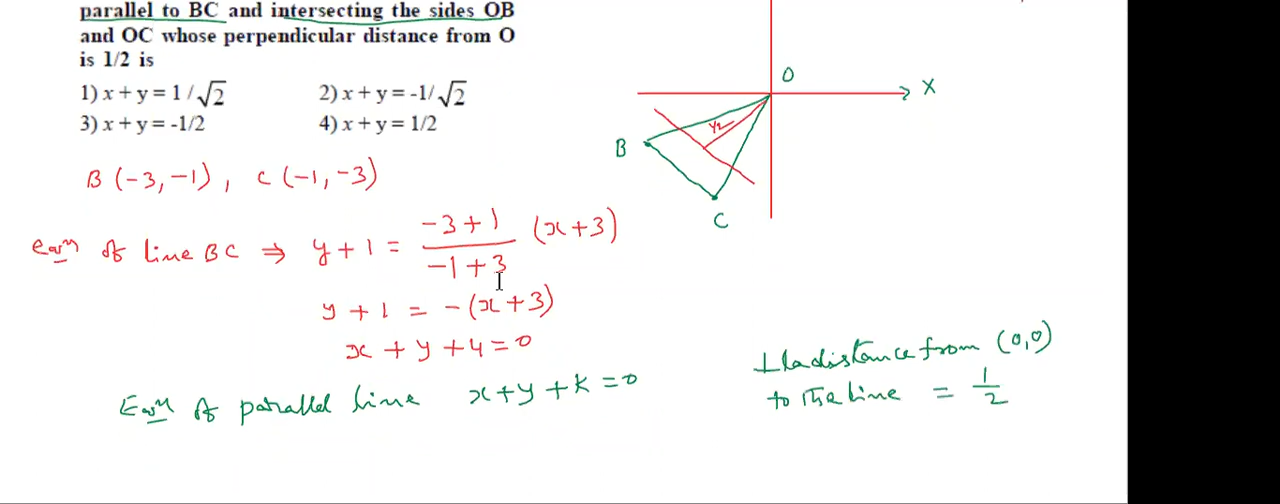 parallel to BC and intersecting the sides OB
and OC whose perpendicular distance from O
is 1/2 is
1) x + y = 1 / √2 2) x + y = -1/ √2
3) x + y = -1/2 4) x + y = 1/2
B (-3, -1), C (-1, -3)
Eqn of line BC ⇒ y + 1 = (-3+1)/(-1+3) (x+3)
y + 1 = -(x+3)
x + y + 4 = 0
Eqn of parallel line x+y+k=0
⊥lar distance from (0,0)
to the line = 1/2
O
X
B
C
1/2